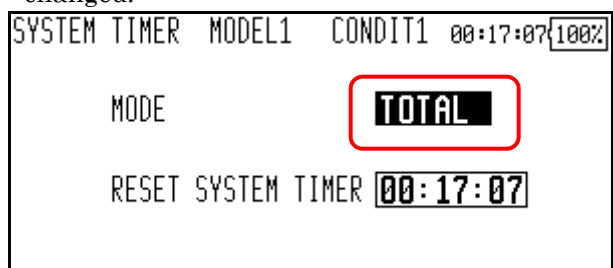 changed.
SYSTEM TIMER MODEL1 CONDIT1 00:17:07 100%
MODE TOTAL
RESET SYSTEM TIMER 00:17:07